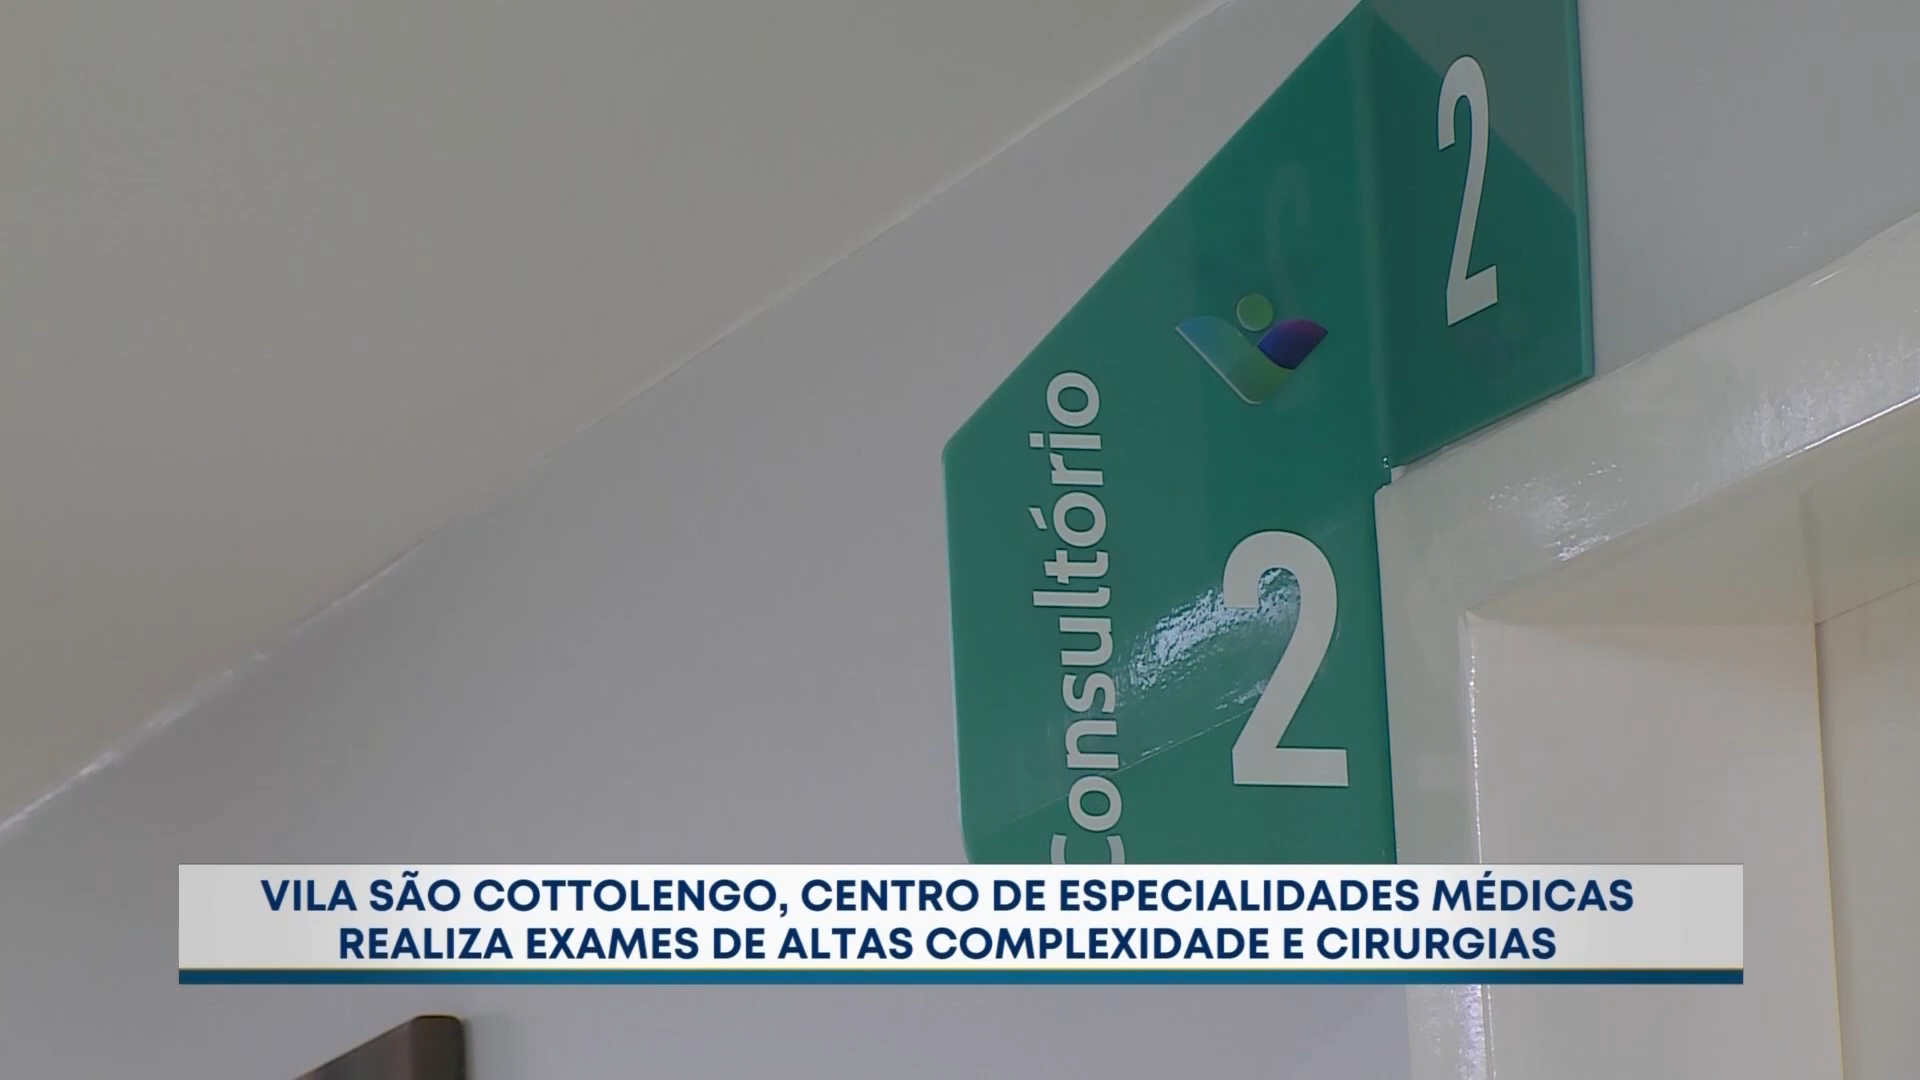 2
Consultório
2
VILA SÃO COTTOLENGO, CENTRO DE ESPECIALIDADES MÉDICAS
REALIZA EXAMES DE ALTAS COMPLEXIDADE E CIRURGIAS